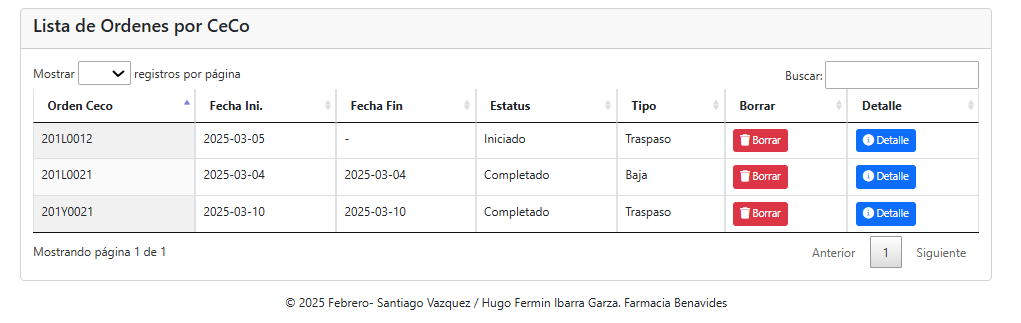 Lista de Ordenes por CeCo
Mostrar registros por página Buscar:
Orden Ceco Fecha Ini. Fecha Fin Estatus Tipo Borrar Detalle
201L0012 2025-03-05 - Iniciado Traspaso Borrar Detalle
201L0021 2025-03-04 2025-03-04 Completado Baja Borrar Detalle
201Y0021 2025-03-10 2025-03-10 Completado Traspaso Borrar Detalle
Mostrando página 1 de 1 Anterior 1 Siguiente
© 2025 Febrero- Santiago Vazquez / Hugo Fermin Ibarra Garza. Farmacia Benavides